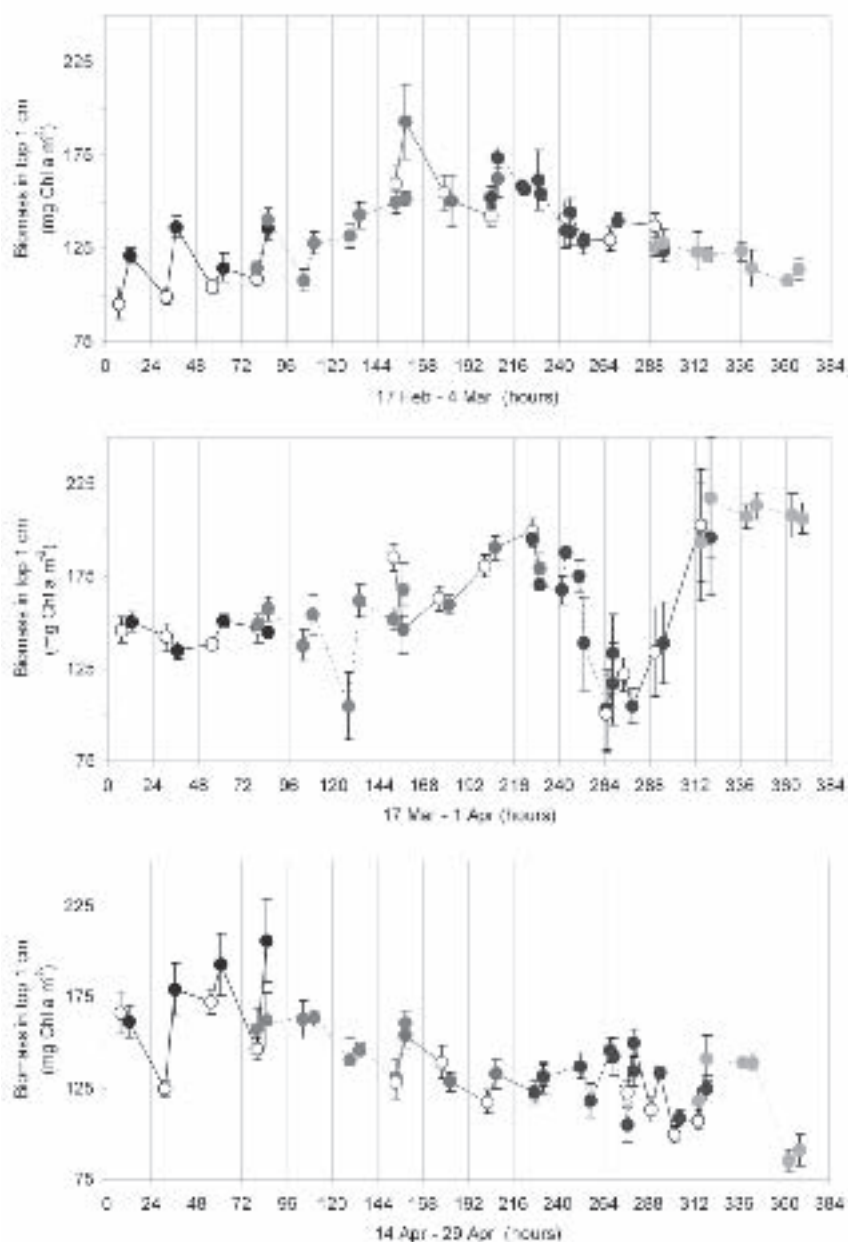 225
175
125
75
Biomass in top 1 cm
(mg Chl a m⁻²)
0 24 48 72 96 120 144 168 192 216 240 264 288 312 336 360 384
17 Feb - 4 Mar (hours)
225
175
125
75
Biomass in top 1 cm
(mg Chl a m⁻²)
0 24 48 72 96 120 144 168 192 216 240 264 288 312 336 360 384
17 Mar - 1 Apr (hours)
225
175
125
75
Biomass in top 1 cm
(mg Chl a m⁻²)
0 24 48 72 96 120 144 168 192 216 240 264 288 312 336 360 384
14 Apr - 29 Apr (hours)